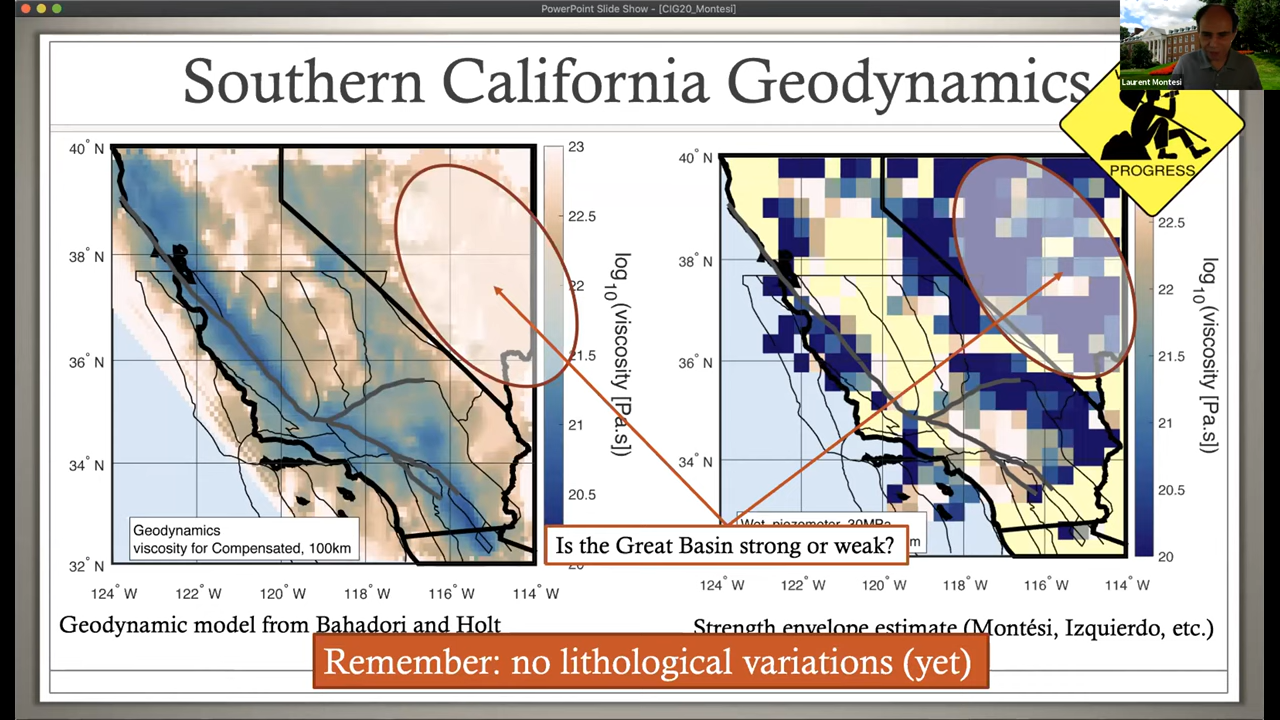 PowerPoint Slide Show - [CIG20_Montesi]
Laurent Montesi
Southern California Geodynamics
PROGRESS
40° N
38° N
36° N
34° N
32° N
124° W
122° W
120° W
118° W
116° W
114° W
23
22.5
22
21.5
21
20.5
20
log10(viscosity [Pa.s])
Geodynamics
viscosity for Compensated, 100km
40° N
38° N
36° N
34° N
124° W
122° W
120° W
118° W
116° W
114° W
22.5
22
21.5
21
20.5
20
log10(viscosity [Pa.s])
Wet, piezometer, 30MPa
Is the Great Basin strong or weak?
Geodynamic model from Bahadori and Holt
Strength envelope estimate (Montési, Izquierdo, etc.)
Remember: no lithological variations (yet)